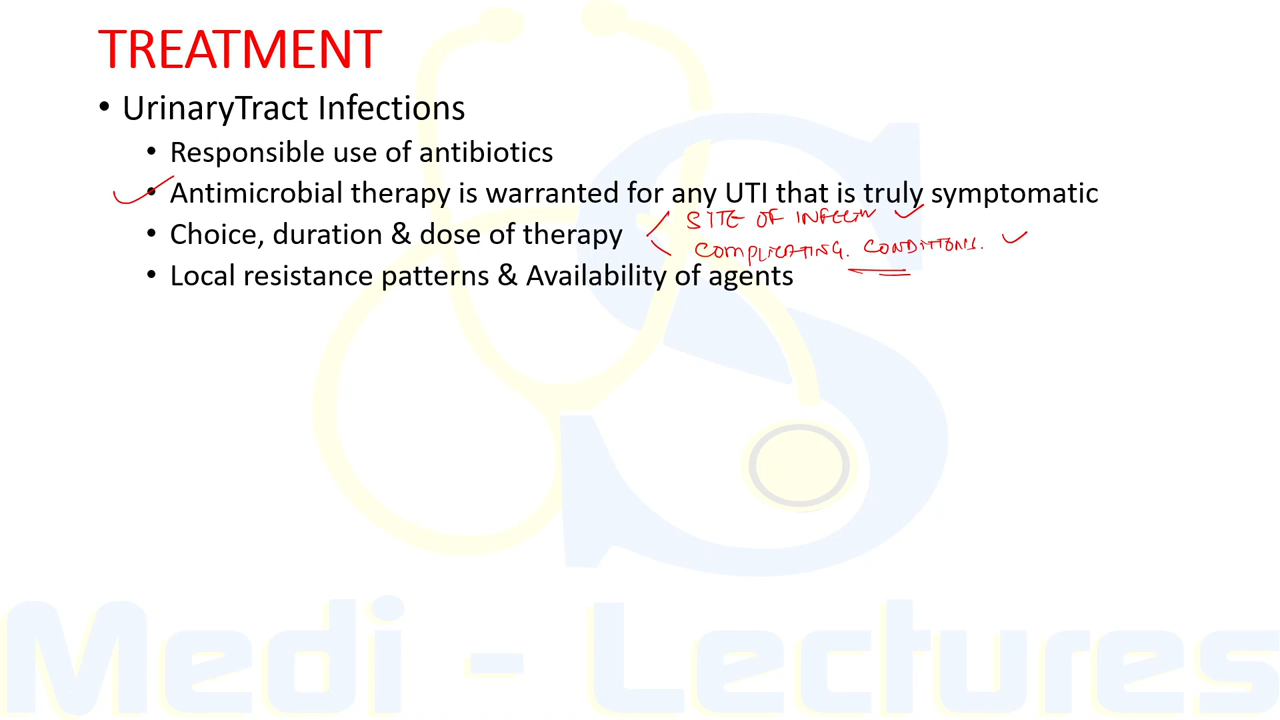 TREATMENT
• UrinaryTract Infections
• Responsible use of antibiotics
• Antimicrobial therapy is warranted for any UTI that is truly symptomatic
SITE OF
• Choice, duration & dose of therapy
COMPLICATING. CONDITIONS.
• Local resistance patterns & Availability of agents
Medi - Lectures